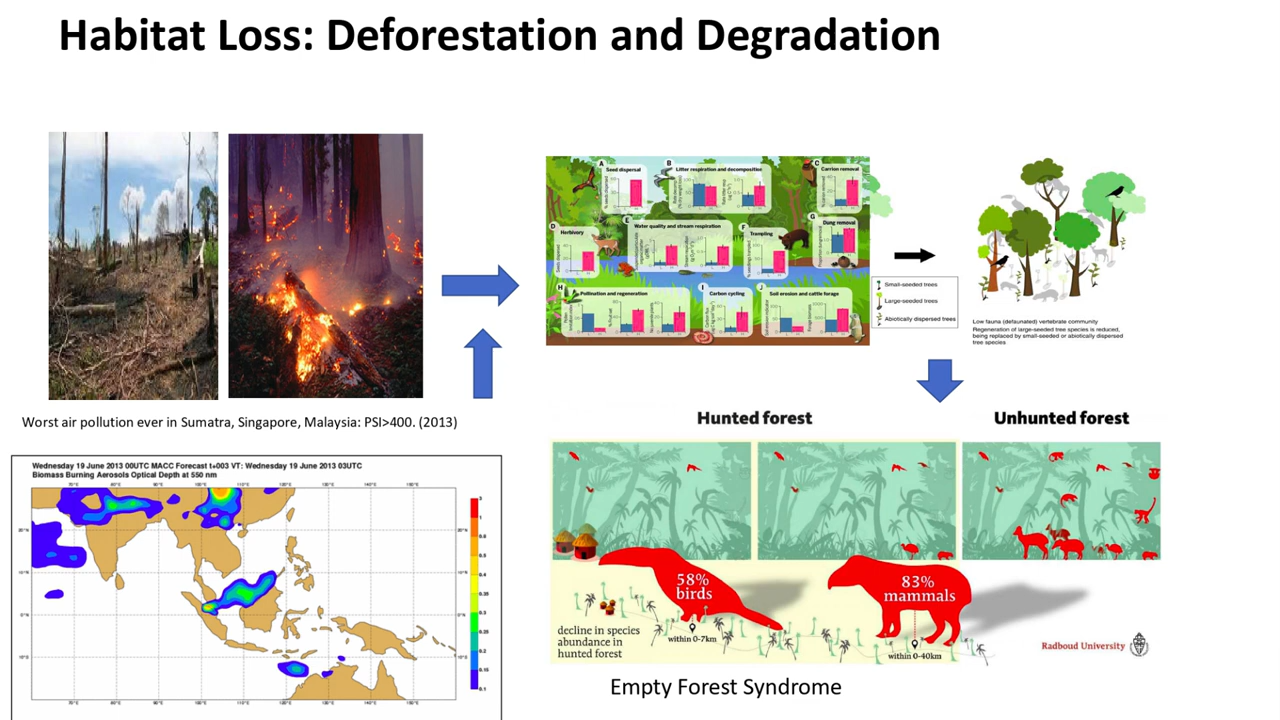 Habitat Loss: Deforestation and Degradation
Worst air pollution ever in Sumatra, Singapore, Malaysia: PSI>400. (2013)
Wednesday 19 June 2013 00UTC MACC Forecast t+003 VT: Wednesday 19 June 2013 03UTC
Biomass Burning Aerosols Optical Depth at 550 nm
A
Seed dispersal
B
Litter respiration and decomposition
C
Carrion removal
D
Herbivory
E
Water quality and stream respiration
F
Trampling
G
Dung removal
H
Pollination and regeneration
I
Carbon cycling
J
Soil erosion and cattle forage
Small-seeded trees
Large-seeded trees
Abiotically dispersed trees
Low fauna (defaunated) vertebrate community
Regeneration of large-seeded tree species is reduced,
being replaced by small-seeded or abiotically dispersed
tree species
Hunted forest
Unhunted forest
58%
birds
within 0-7km
83%
mammals
within 0-40km
decline in species
abundance in
hunted forest
Radboud University
Empty Forest Syndrome